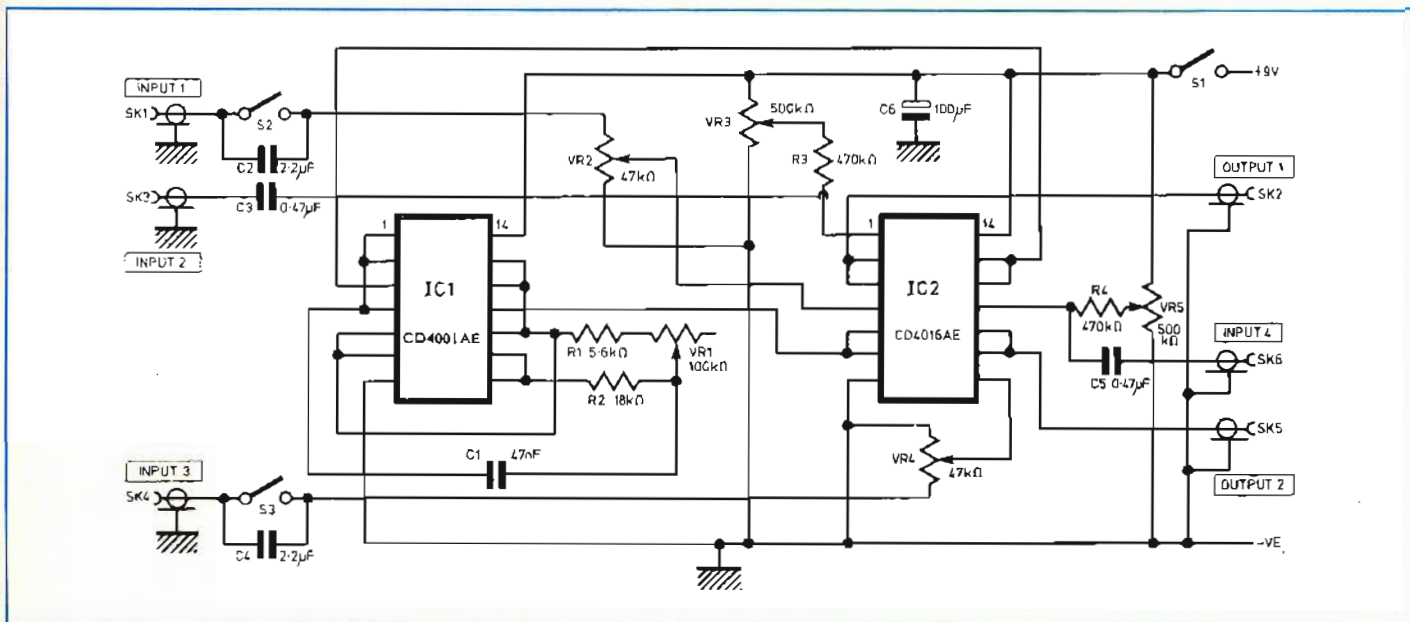 INPUT 1
SK1
S2
C2 2·2µF
SK3
C3 0·47µF
INPUT 2
VR2
47kΩ
VR3
500kΩ
R3
470kΩ
C6
100µF
S1
+9V
OUTPUT 1
SK2
1
14
IC1
CD4001AE
R1 5·6kΩ
VR1
100kΩ
R2 18kΩ
C1
47nF
1
14
IC2
CD4016AE
R4
470kΩ
VR5
500
kΩ
C5 0·47µF
INPUT 4
SK6
SK5
OUTPUT 2
VR4
47kΩ
INPUT 3
SK4
S3
C4
2·2µF
-VE